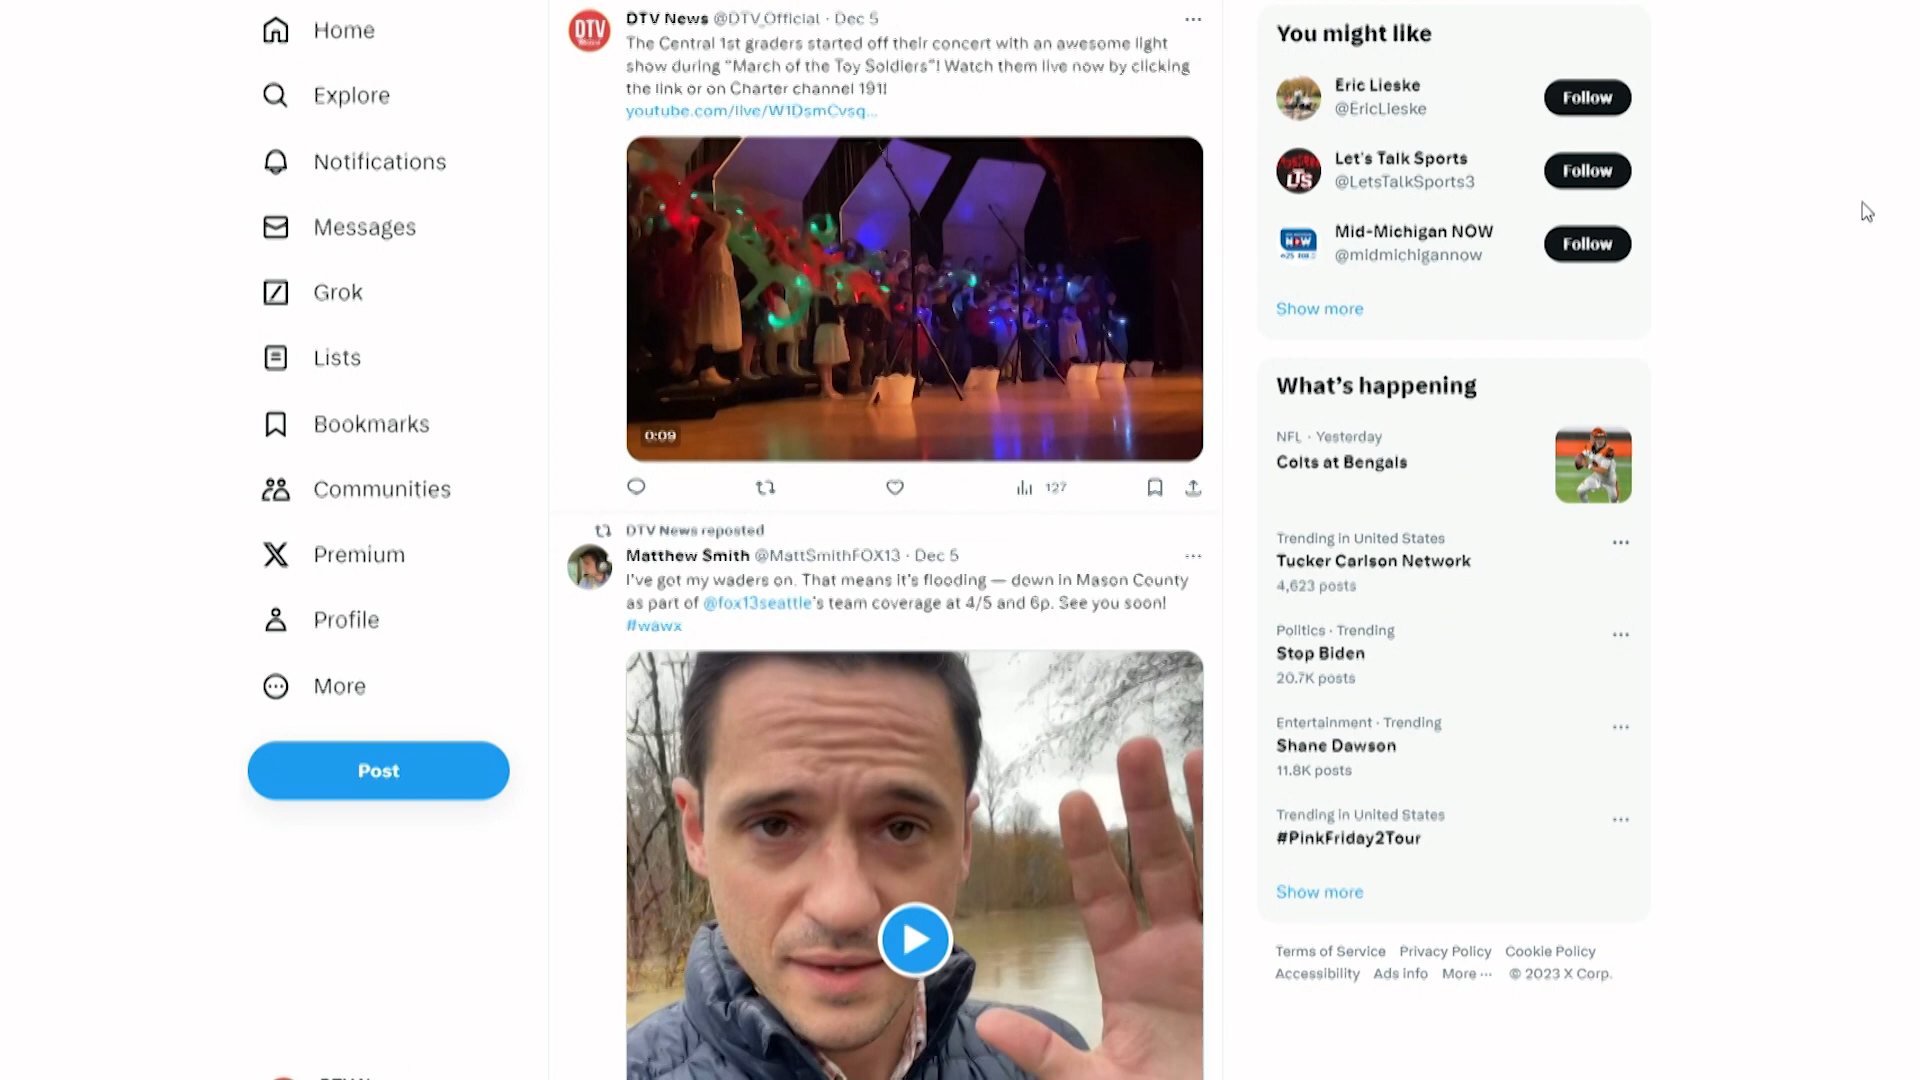 Home
Explore
Notifications
Messages
Grok
Lists
Bookmarks
Communities
Premium
Profile
More
Post
DTV
DTV News @DTV_Official · Dec 5
The Central 1st graders started off their concert with an awesome light
show during "March of the Toy Soldiers"! Watch them live now by clicking
the link or on Charter channel 191!
youtube.com/live/W1DsmCvsq...
0:09
127
DTV News reposted
Matthew Smith @MattSmithFOX13 · Dec 5
I've got my waders on. That means it's flooding — down in Mason County
as part of @fox13seattle's team coverage at 4/5 and 6p. See you soon!
#wawx
You might like
Eric Lieske
@EricLieske
Follow
LTS
Let's Talk Sports
@LetsTalkSports3
Follow
NOW
Mid-Michigan NOW
@midmichigannow
Follow
Show more
What's happening
NFL · Yesterday
Colts at Bengals
Trending in United States
Tucker Carlson Network
4,623 posts
Politics · Trending
Stop Biden
20.7K posts
Entertainment · Trending
Shane Dawson
11.8K posts
Trending in United States
#PinkFriday2Tour
Show more
Terms of Service Privacy Policy Cookie Policy
Accessibility Ads info More ··· © 2023 X Corp.